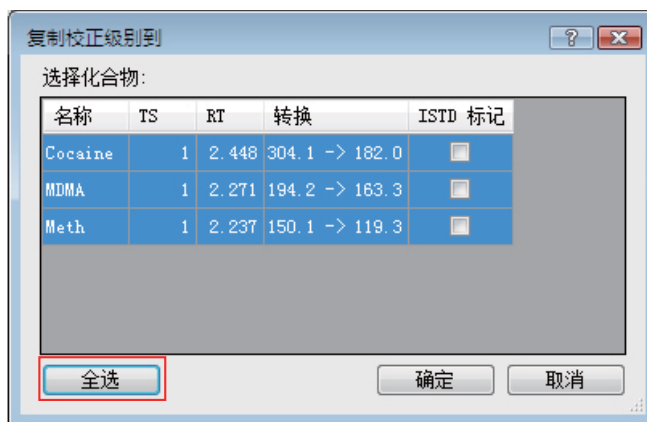 复制校正级别到
选择化合物:
名称 TS RT 转换 ISTD 标记
Cocaine 1 2.448 304.1 -> 182.0
MDMA 1 2.271 194.2 -> 163.3
Meth 1 2.237 150.1 -> 119.3
全选 确定 取消